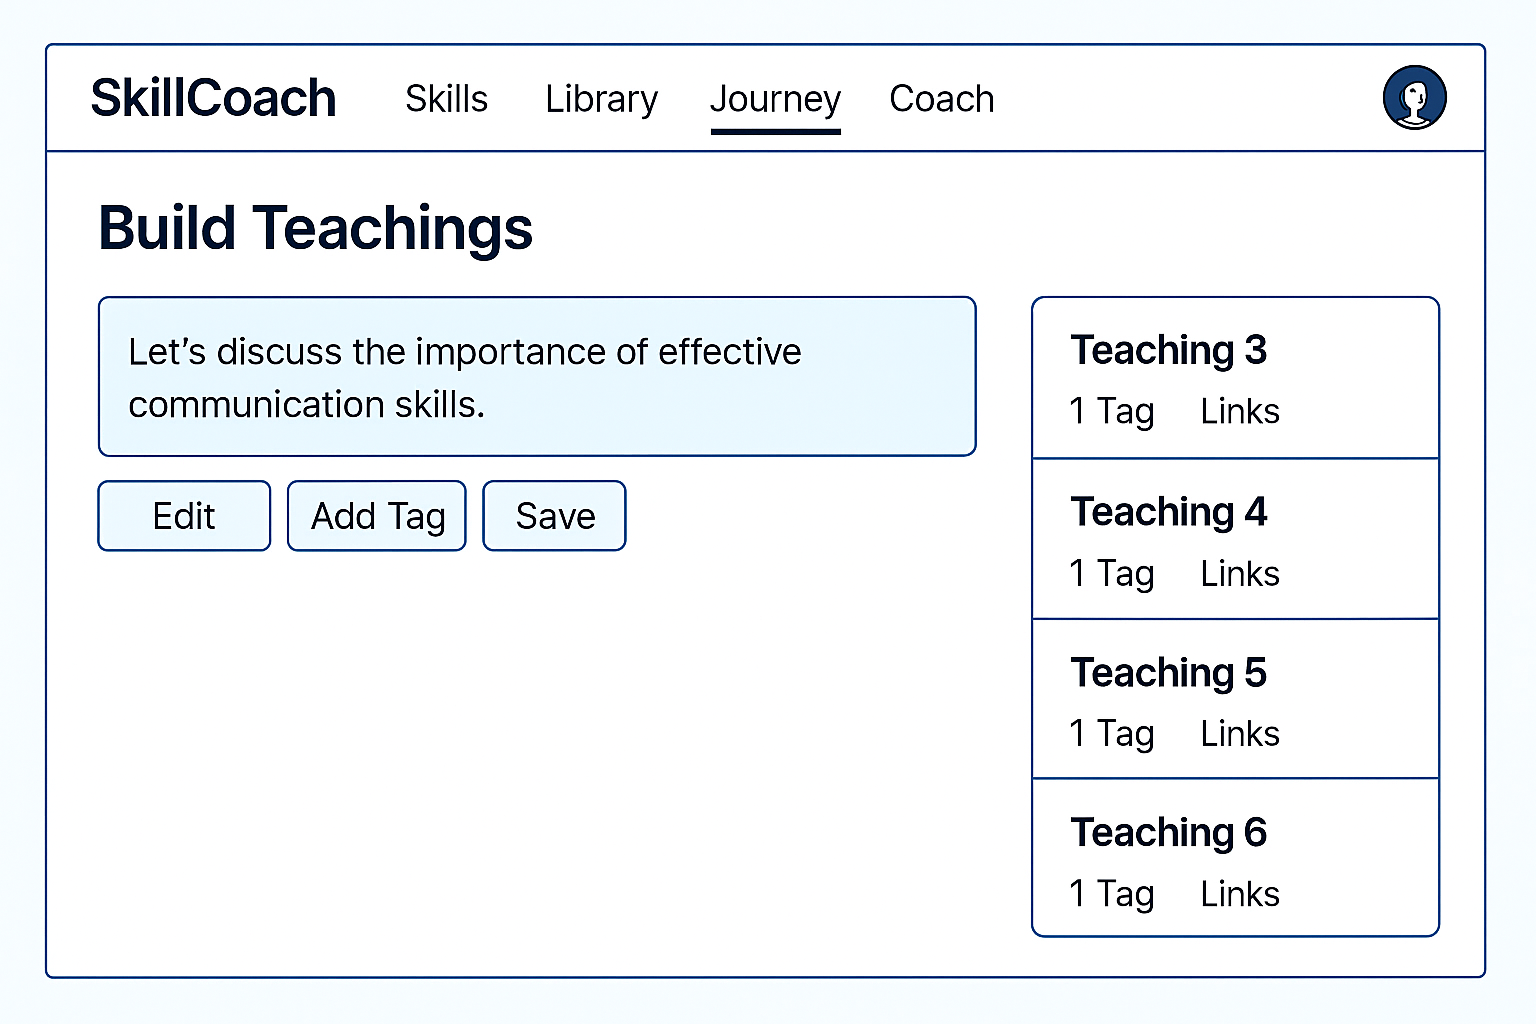 SkillCoach Skills Library Journey Coach
Build Teachings
Let’s discuss the importance of effective
communication skills.
Edit Add Tag Save
Teaching 3
1 Tag Links
Teaching 4
1 Tag Links
Teaching 5
1 Tag Links
Teaching 6
1 Tag Links